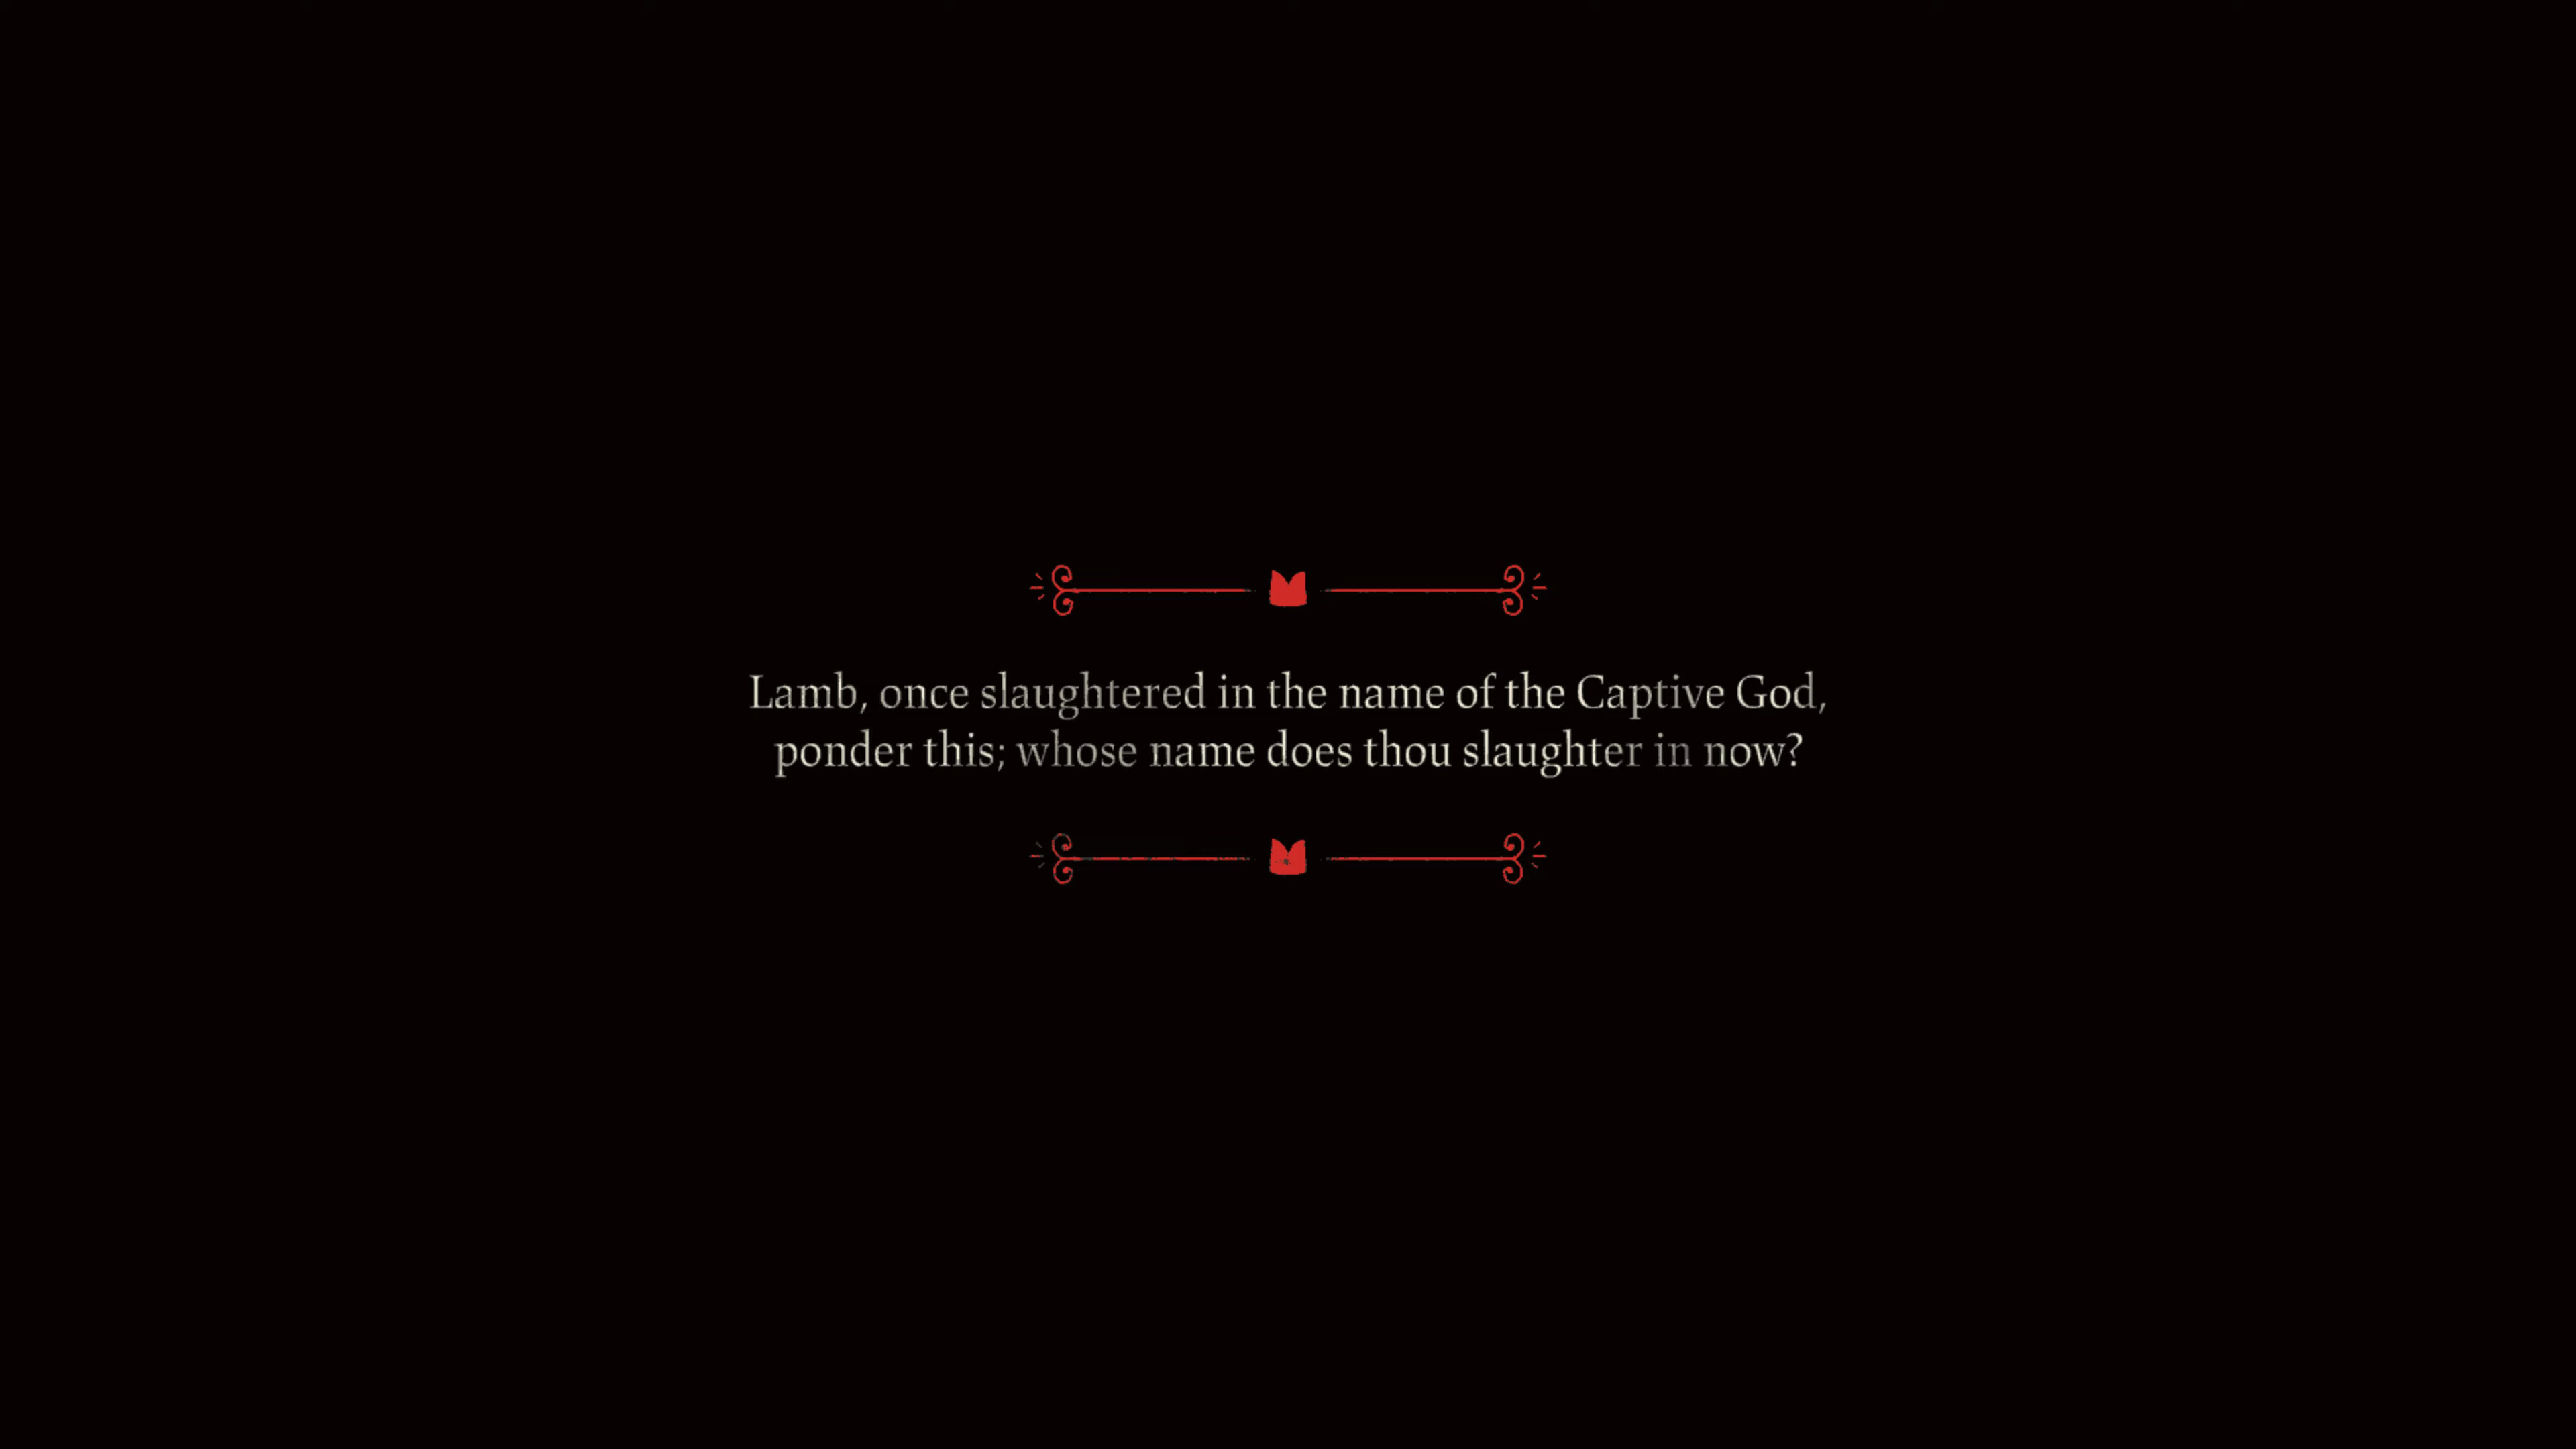 Lamb, once slaughtered in the name of the Captive God,
ponder this; whose name does thou slaughter in now?